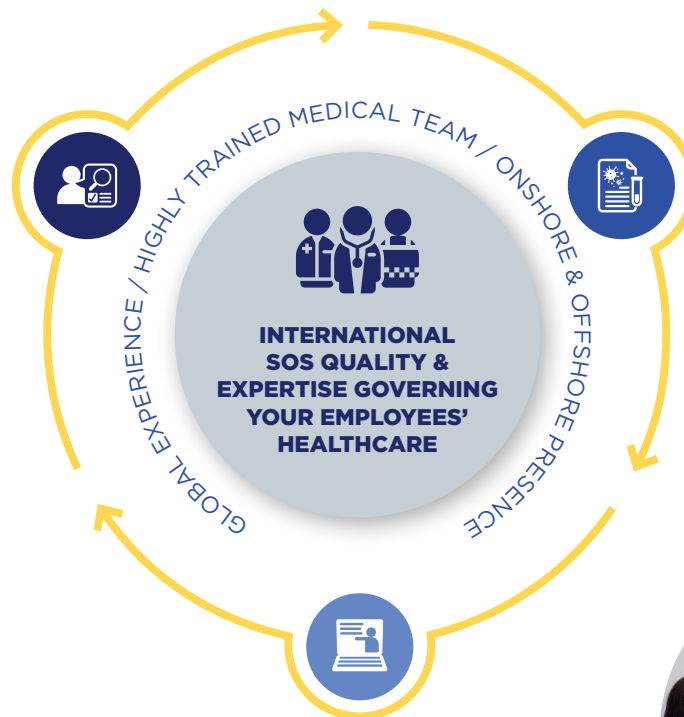 GLOBAL EXPERIENCE / HIGHLY TRAINED MEDICAL TEAM / ONSHORE & OFFSHORE PRESENCE
INTERNATIONAL
SOS QUALITY &
EXPERTISE GOVERNING
YOUR EMPLOYEES’
HEALTHCARE